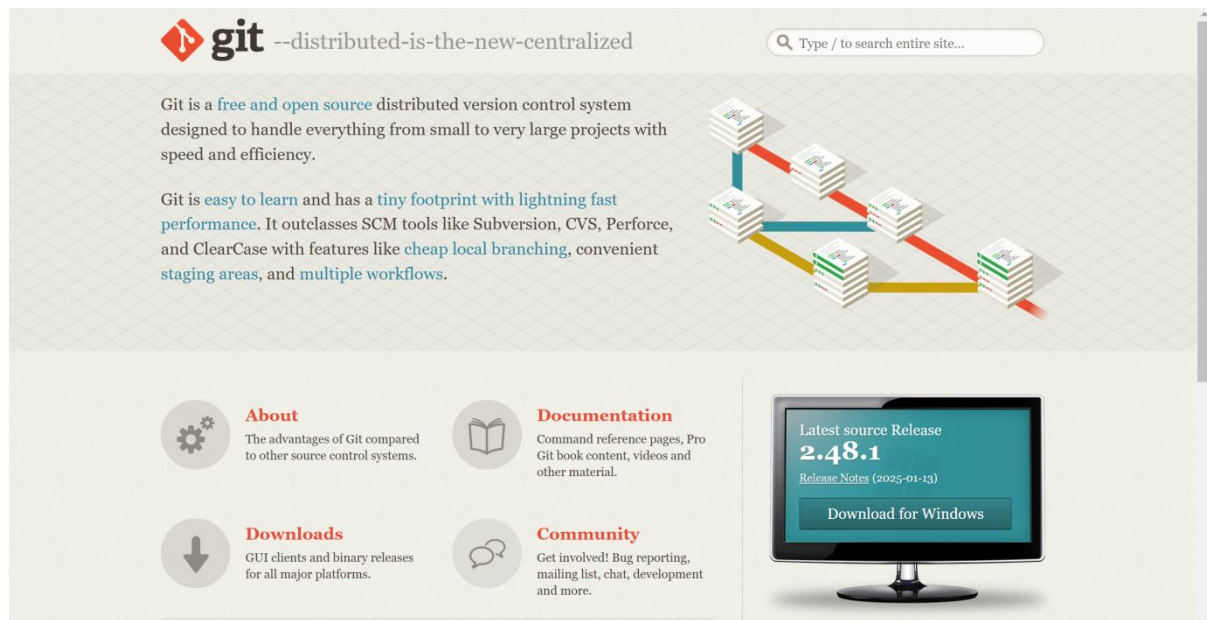 git --distributed-is-the-new-centralized
Type / to search entire site...
Git is a free and open source distributed version control system
designed to handle everything from small to very large projects with
speed and efficiency.
Git is easy to learn and has a tiny footprint with lightning fast
performance. It outclasses SCM tools like Subversion, CVS, Perforce,
and ClearCase with features like cheap local branching, convenient
staging areas, and multiple workflows.
About
The advantages of Git compared
to other source control systems.
Documentation
Command reference pages, Pro
Git book content, videos and
other material.
Downloads
GUI clients and binary releases
for all major platforms.
Community
Get involved! Bug reporting,
mailing list, chat, development
and more.
Latest source Release
2.48.1
Release Notes (2025-01-13)
Download for Windows